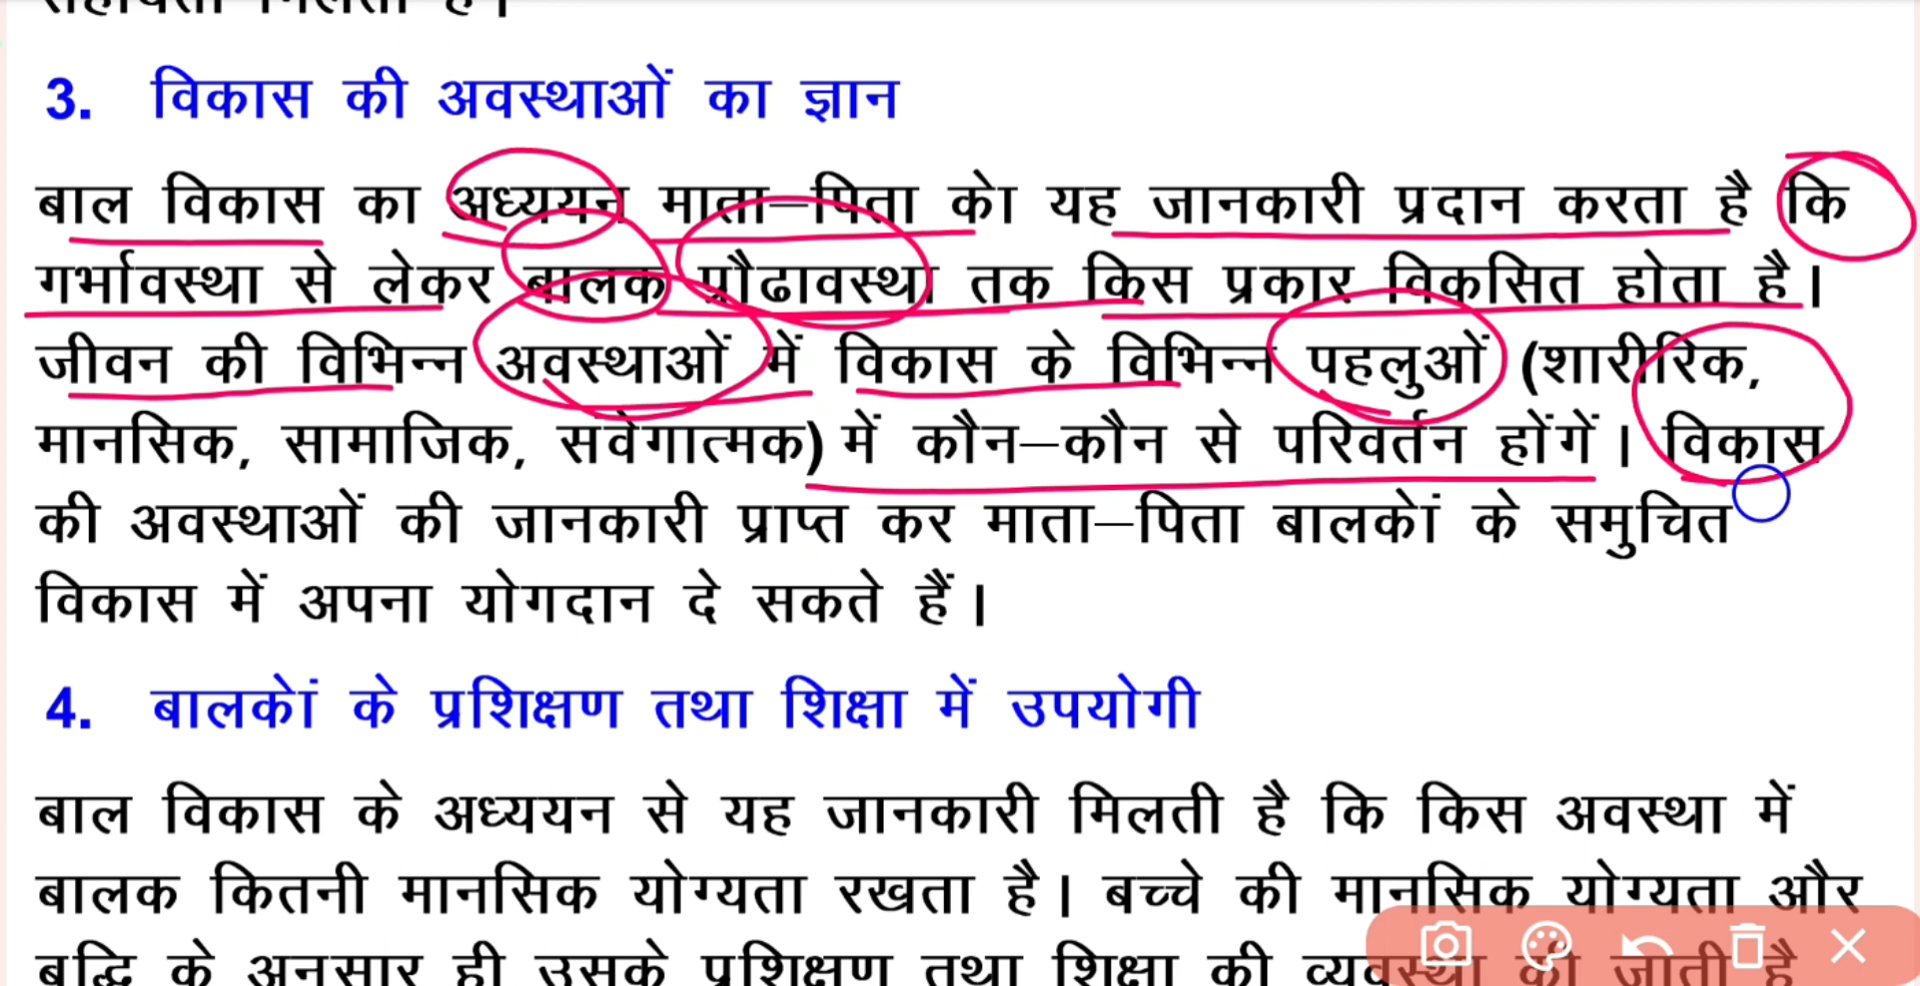 3. विकास की अवस्थाओं का ज्ञान
बाल विकास का अध्ययन माता–पिता को यह जानकारी प्रदान करता है कि
गर्भावस्था से लेकर बालक प्रौढावस्था तक किस प्रकार विकसित होता है।
जीवन की विभिन्न अवस्थाओं में विकास के विभिन्न पहलुओं (शारीरिक,
मानसिक, सामाजिक, सवेगात्मक) में कौन–कौन से परिवर्तन होंगें। विकास
की अवस्थाओं की जानकारी प्राप्त कर माता–पिता बालकों के समुचित
विकास में अपना योगदान दे सकते हैं।
4. बालकों के प्रशिक्षण तथा शिक्षा में उपयोगी
बाल विकास के अध्ययन से यह जानकारी मिलती है कि किस अवस्था में
बालक कितनी मानसिक योग्यता रखता है। बच्चे की मानसिक योग्यता और
के अनुसार ही उसके प्रशिक्षण तथा शिक्षा की व्यवस्था की जाती है